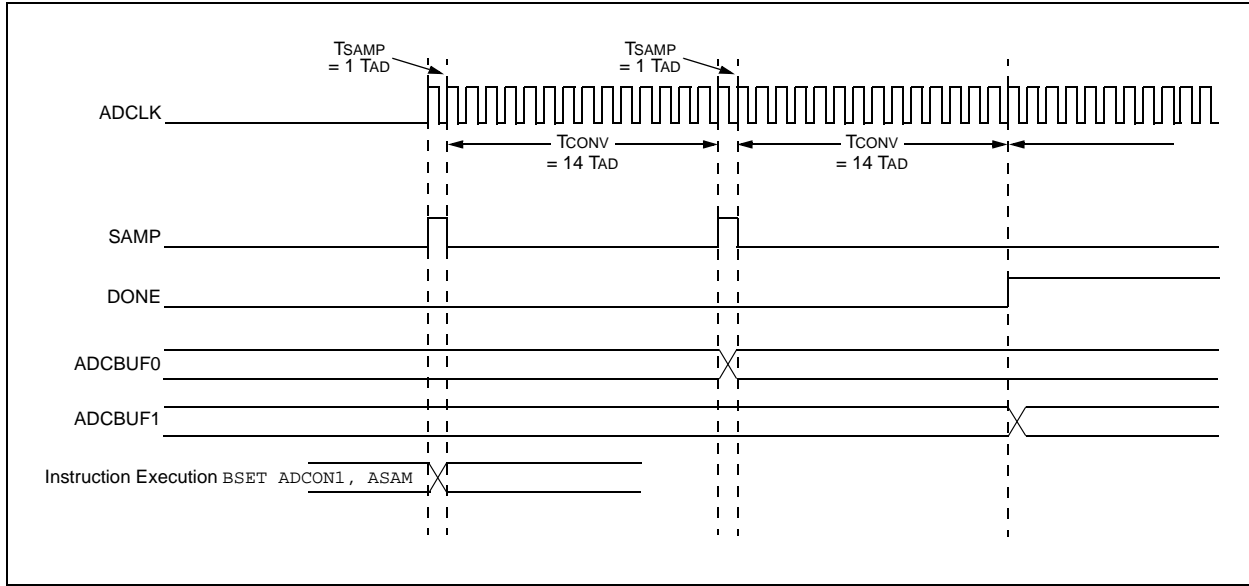 TSAMP
= 1 TAD
TSAMP
= 1 TAD
ADCLK
TCONV
= 14 TAD
TCONV
= 14 TAD
SAMP
DONE
ADCBUF0
ADCBUF1
Instruction Execution BSET ADCON1, ASAM